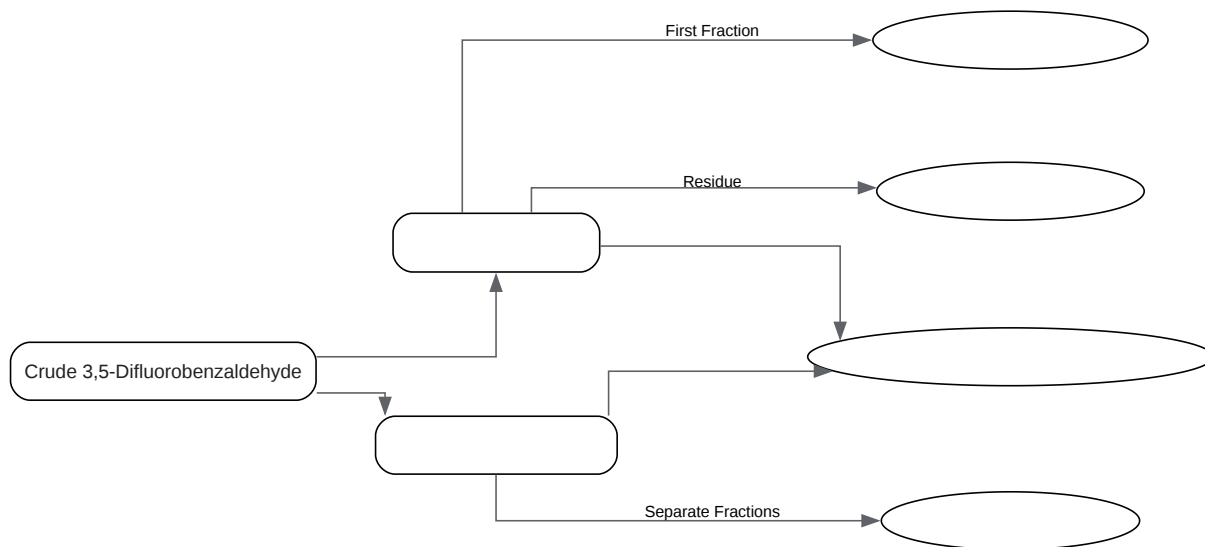 First Fraction
Residue
Crude 3,5-Difluorobenzaldehyde
Separate Fractions